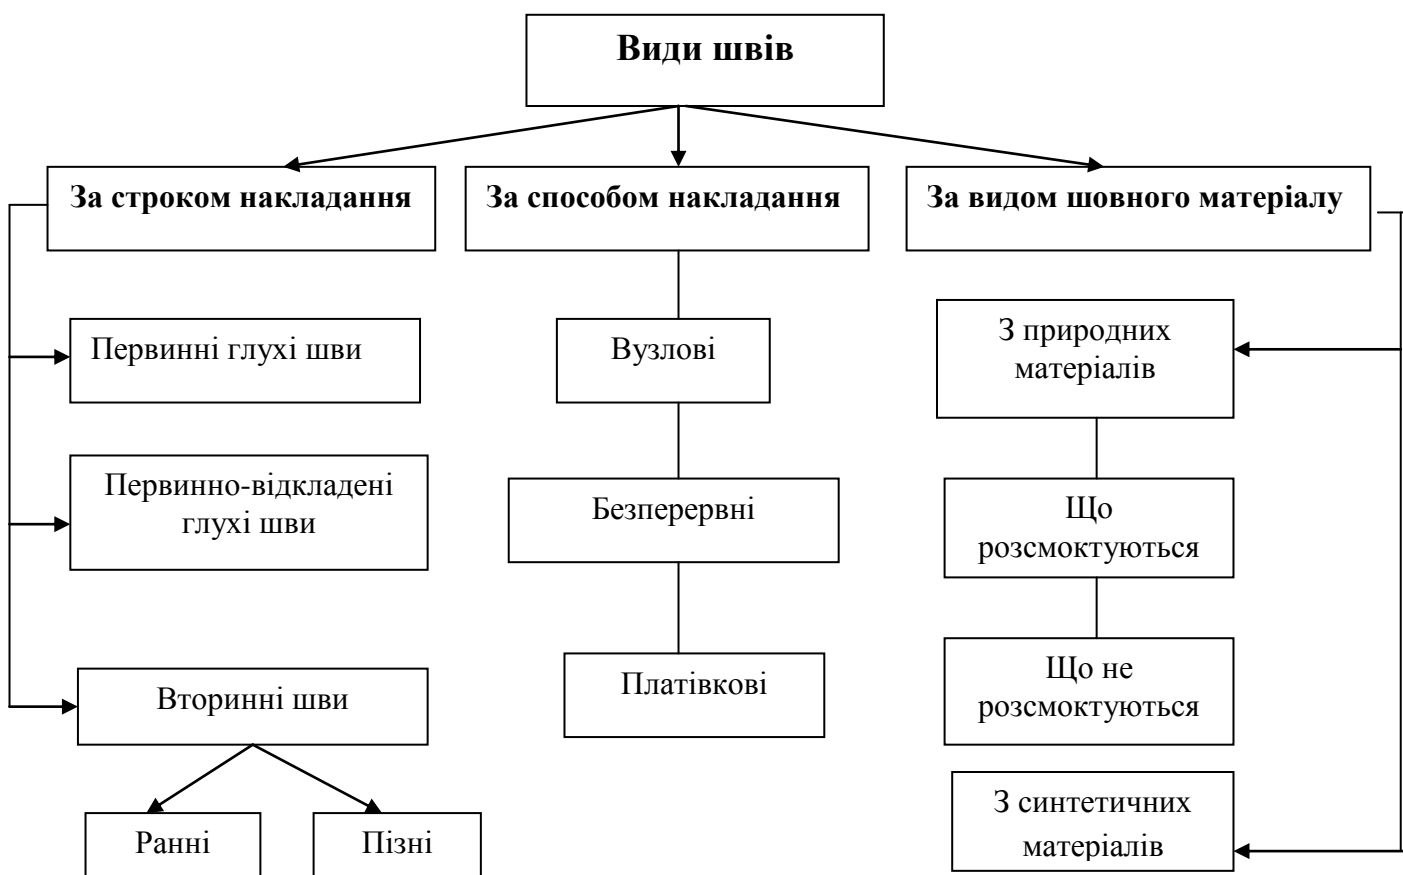 Види швів
За строком накладання
За способом накладання
За видом шовного матеріалу
Первинні глухі шви
Вузлові
З природних
матеріалів
Первинно-відкладені
глухі шви
Безперервні
Що
розсмоктуються
Вторинні шви
Платівкові
Що не
розсмоктуються
Ранні
Пізні
З синтетичних
матеріалів